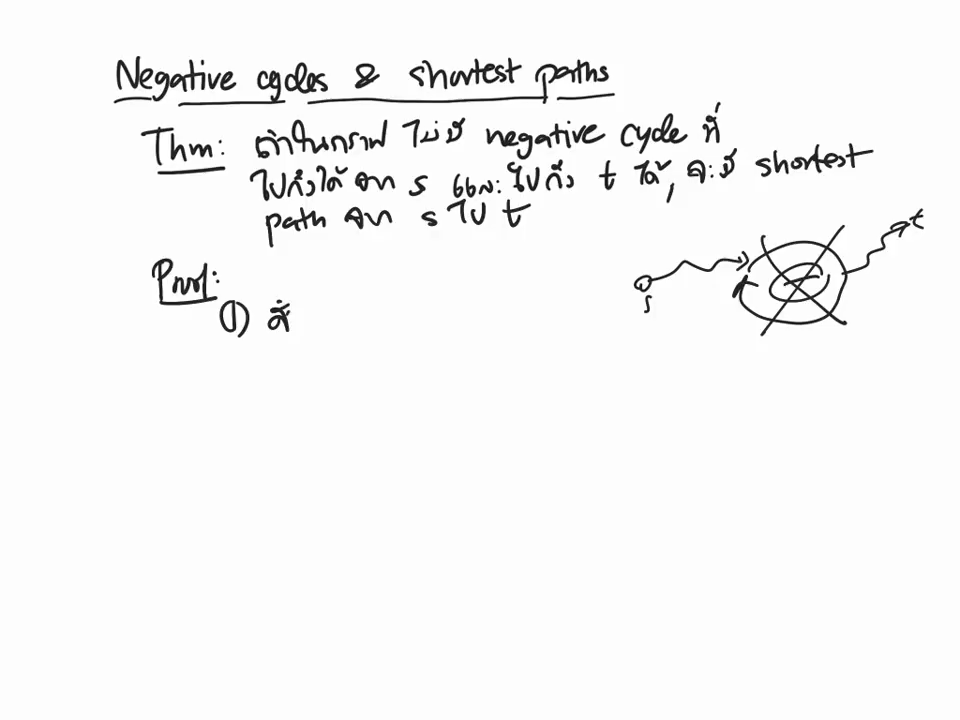 Negative cycles & shortest paths
Thm: ถ้าในกราฟ ไม่มี negative cycle ที่
ไปถึงได้ จาก s และ ไปถึง t ได้, จะมี shortest
path จาก s ไป t
t
s
Proof:
①